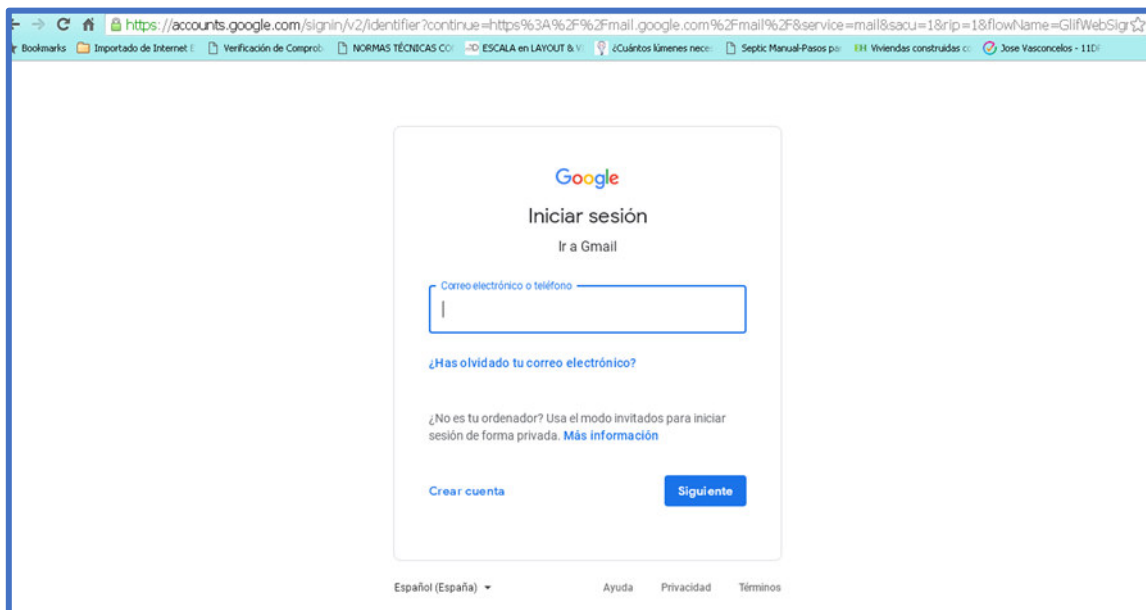 https://accounts.google.com/signin/v2/identifier?continue=https%3A%2F%2Fmail.google.com%2Fmail%2F&service=mail&sacu=1&rip=1&flowName=GlifWebSigr
Bookmarks Importado de Internet E Verificación de Comprob NORMAS TÉCNICAS CO ESCALA en LAYOUT & V ¿Cuántos lúmenes nece Septic Manual-Pasos pa EH Viviendas construidas c Jose Vasconcelos - 11DF
Google
Iniciar sesión
Ir a Gmail
Correo electrónico o teléfono
¿Has olvidado tu correo electrónico?
¿No es tu ordenador? Usa el modo invitados para iniciar
sesión de forma privada. Más información
Crear cuenta Siguiente
Español (España) Ayuda Privacidad Términos